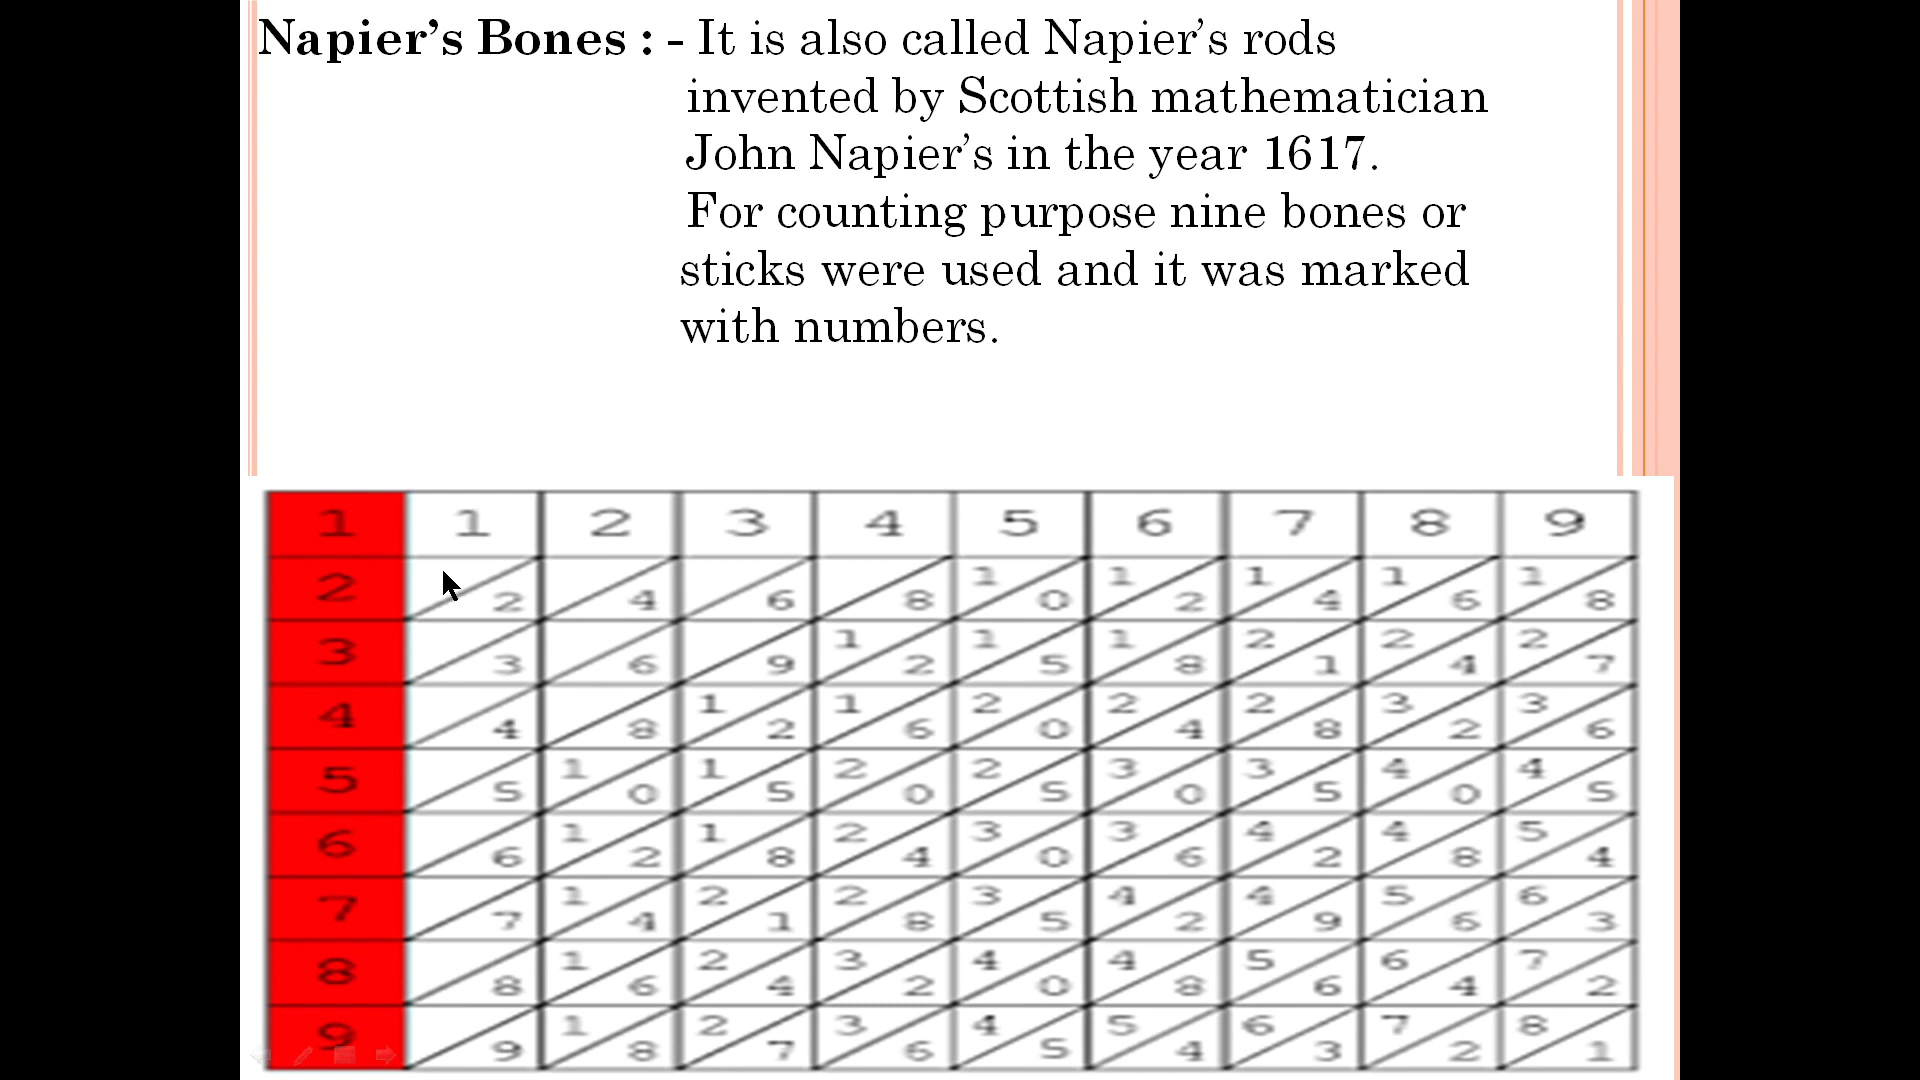 Napier’s Bones : - It is also called Napier’s rods
invented by Scottish mathematician
John Napier’s in the year 1617.
For counting purpose nine bones or
sticks were used and it was marked
with numbers.
1 1 2 3 4 5 6 7 8 9
2 2 4 6 8 1 0 1 2 1 4 1 6 1 8
3 3 6 9 1 2 1 5 1 8 2 1 2 4 2 7
4 4 8 1 2 1 6 2 0 2 4 2 8 3 2 3 6
5 5 1 0 1 5 2 0 2 5 3 0 3 5 4 0 4 5
6 6 1 2 1 8 2 4 3 0 3 6 4 2 4 8 5 4
7 7 1 4 2 1 2 8 3 5 4 2 4 9 5 6 6 3
8 8 1 6 2 4 3 2 4 0 4 8 5 6 6 4 7 2
9 9 1 8 2 7 3 6 4 5 5 4 6 3 7 2 8 1